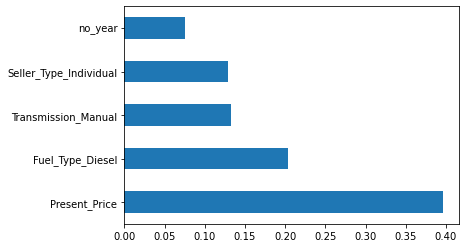 no_year
Seller_Type_Individual
Transmission_Manual
Fuel_Type_Diesel
Present_Price
0.00 0.05 0.10 0.15 0.20 0.25 0.30 0.35 0.40